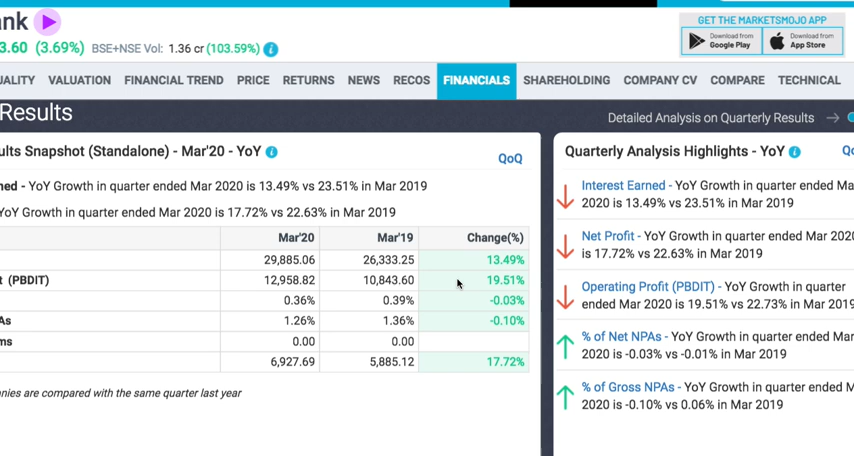 ank
3.60 (3.69%) BSE+NSE Vol: 1.36 cr (103.59%)
GET THE MARKETSMOJO APP
Download from Google Play
Download from App Store
UALITY VALUATION FINANCIAL TREND PRICE RETURNS NEWS RECOS FINANCIALS SHAREHOLDING COMPANY CV COMPARE TECHNICAL
Results
Detailed Analysis on Quarterly Results →
ults Snapshot (Standalone) - Mar'20 - YoY
QoQ
ned - YoY Growth in quarter ended Mar 2020 is 13.49% vs 23.51% in Mar 2019
YoY Growth in quarter ended Mar 2020 is 17.72% vs 22.63% in Mar 2019
Mar'20 Mar'19 Change(%)
29,885.06 26,333.25 13.49%
t (PBDIT) 12,958.82 10,843.60 19.51%
0.36% 0.39% -0.03%
As 1.26% 1.36% -0.10%
ms 0.00 0.00
6,927.69 5,885.12 17.72%
nies are compared with the same quarter last year
Quarterly Analysis Highlights - YoY
Qo
Interest Earned - YoY Growth in quarter ended Ma
2020 is 13.49% vs 23.51% in Mar 2019
Net Profit - YoY Growth in quarter ended Mar 2020
is 17.72% vs 22.63% in Mar 2019
Operating Profit (PBDIT) - YoY Growth in quarter
ended Mar 2020 is 19.51% vs 22.73% in Mar 2019
% of Net NPAs - YoY Growth in quarter ended Mar
2020 is -0.03% vs -0.01% in Mar 2019
% of Gross NPAs - YoY Growth in quarter ended M
2020 is -0.10% vs 0.06% in Mar 2019